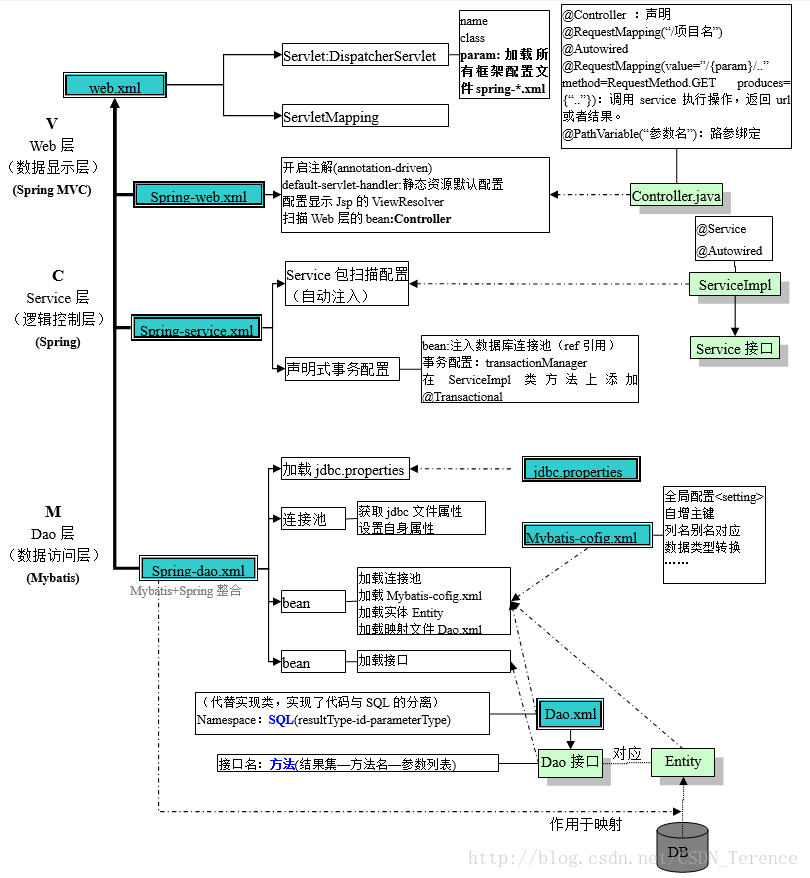 web.xml
Servlet:DispatcherServlet
ServletMapping
name
class
param: 加载所
有框架配置文
件 spring-*.xml
@Controller ：声明
@RequestMapping(“/项目名”)
@Autowired
@RequestMapping(value=”/{param}/..”
method=RequestMethod.GET produces=
{“..”})：调用 service 执行操作，返回 url
或者结果。
@PathVariable(“参数名”)：路参绑定
V
Web 层
（数据显示层）
(Spring MVC)
Spring-web.xml
开启注解(annotation-driven)
default-servlet-handler:静态资源默认配置
配置显示 Jsp 的 ViewResolver
扫描 Web 层的 bean:Controller
Controller.java
@Service
@Autowired
C
Service 层
（逻辑控制层）
(Spring)
Spring-service.xml
Service 包扫描配置
（自动注入）
ServiceImpl
Service 接口
声明式事务配置
bean:注入数据库连接池（ref 引用）
事务配置：transactionManager
在 ServiceImpl 类方法上添加
@Transactional
M
Dao 层
（数据访问层）
(Mybatis)
Spring-dao.xml
Mybatis+Spring 整合
加载 jdbc.properties
jdbc.properties
连接池
获取 jdbc 文件属性
设置自身属性
Mybatis-cofig.xml
全局配置<setting>
自增主键
列名别名对应
数据类型转换
……
bean
加载连接池
加载 Mybatis-cofig.xml
加载实体 Entity
加载映射文件 Dao.xml
bean
加载接口
（代替实现类，实现了代码与 SQL 的分离）
Namespace：SQL(resultType-id-parameterType)
Dao.xml
接口名：方法(结果集—方法名—参数列表)
Dao 接口
对应
Entity
作用于映射
DB
http://blog.csdn.net/CSDN_Terence